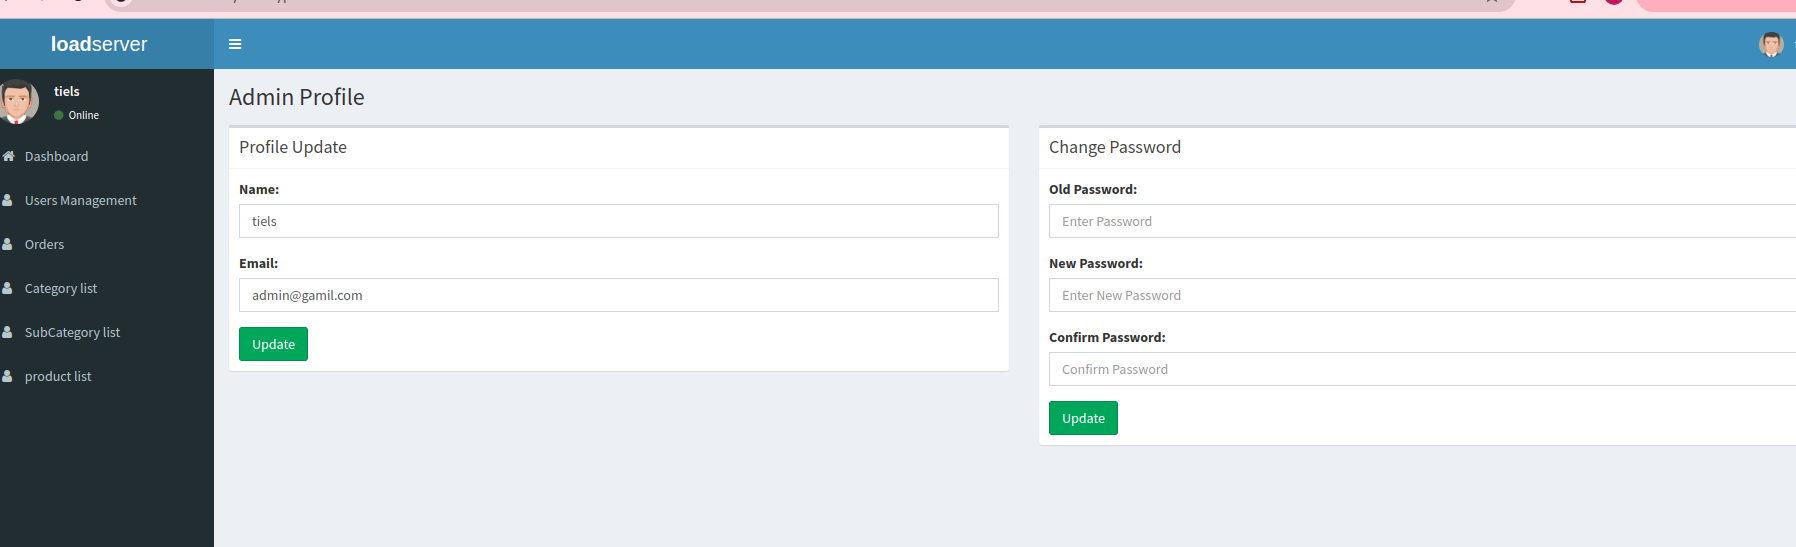 loadserver
tiels
Online
Dashboard
Users Management
Orders
Category list
SubCategory list
product list
Admin Profile
Profile Update
Name:
tiels
Email:
admin@gamil.com
Update
Change Password
Old Password:
Enter Password
New Password:
Enter New Password
Confirm Password:
Confirm Password
Update